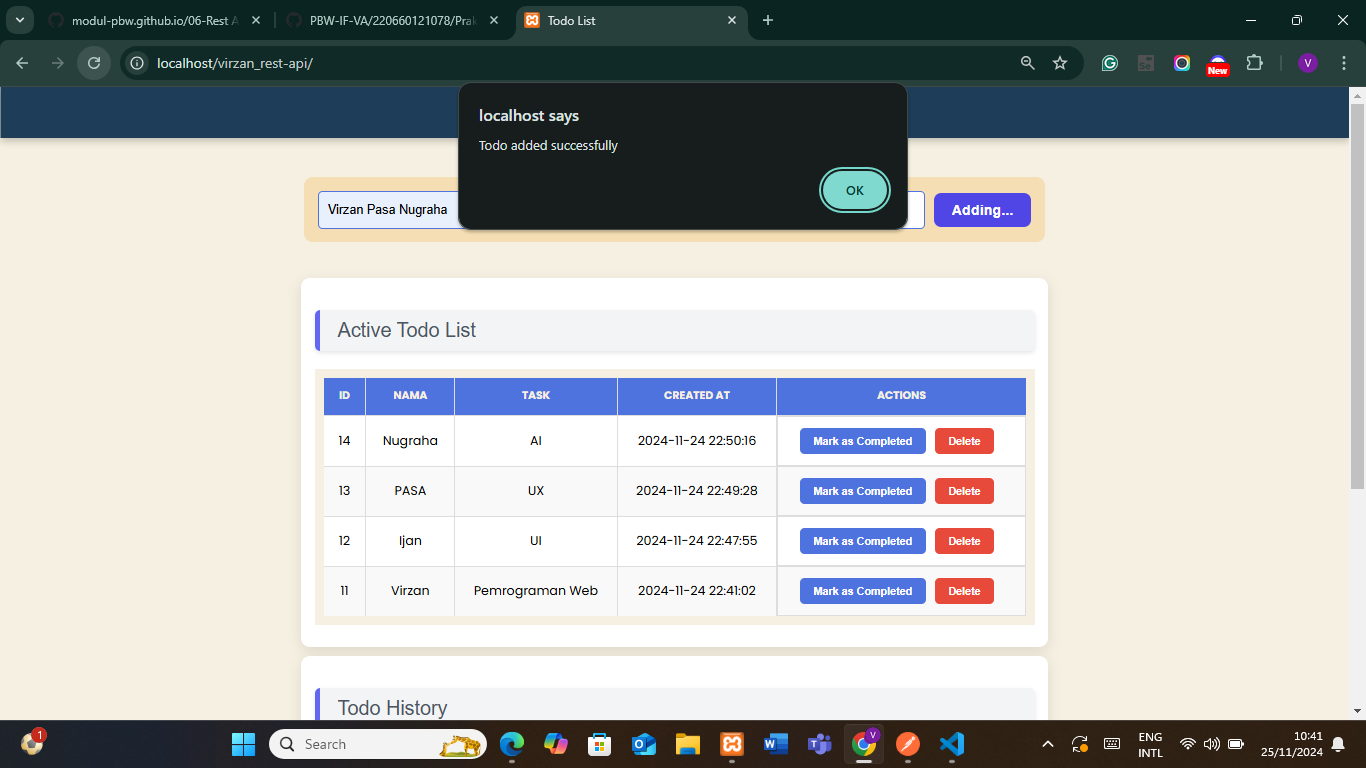 modul-pbw.github.io/06-Rest A
PBW-IF-VA/220660121078/Prak
Todo List
localhost/virzan_rest-api/
New
V
localhost says
Todo added successfully
OK
Virzan Pasa Nugraha
Adding...
Active Todo List
ID NAMA TASK CREATED AT ACTIONS
14 Nugraha AI 2024-11-24 22:50:16 Mark as Completed Delete
13 PASA UX 2024-11-24 22:49:28 Mark as Completed Delete
12 Ijan UI 2024-11-24 22:47:55 Mark as Completed Delete
11 Virzan Pemrograman Web 2024-11-24 22:41:02 Mark as Completed Delete
Todo History
1
Search
V
ENG
INTL
10:41
25/11/2024